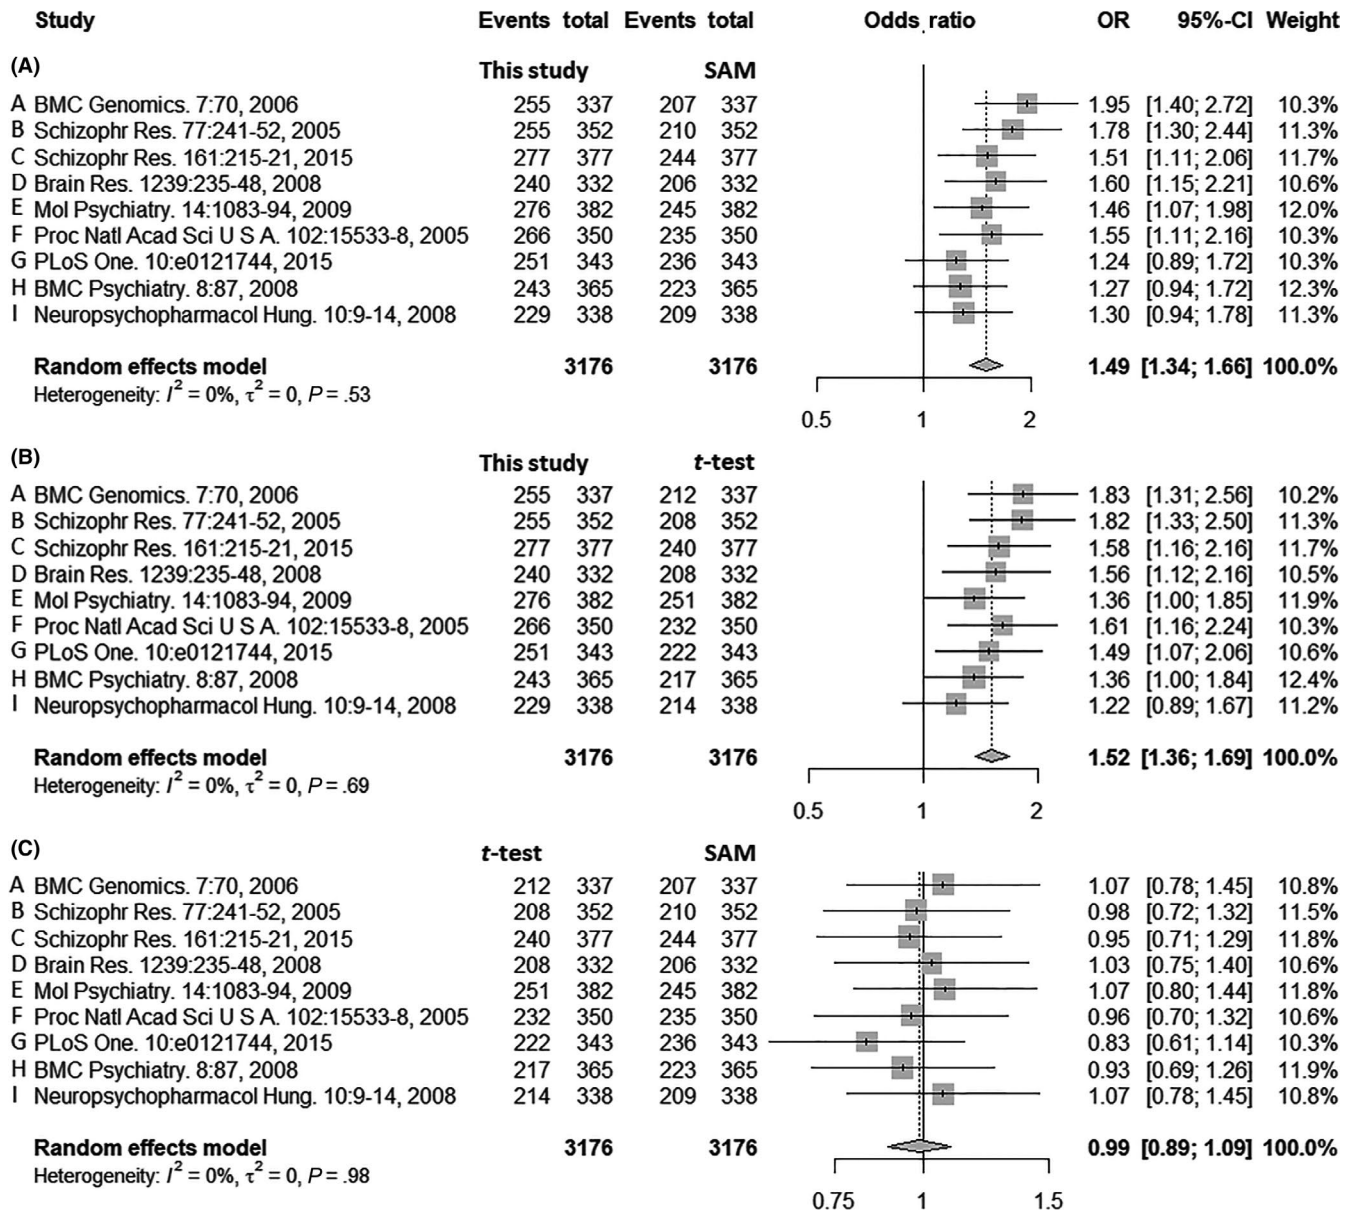 Study Events total Events total Odds ratio OR 95%-CI Weight
(A)
This study SAM
A BMC Genomics. 7:70, 2006 255 337 207 337 1.95 [1.40; 2.72] 10.3%
B Schizophr Res. 77:241-52, 2005 255 352 210 352 1.78 [1.30; 2.44] 11.3%
C Schizophr Res. 161:215-21, 2015 277 377 244 377 1.51 [1.11; 2.06] 11.7%
D Brain Res. 1239:235-48, 2008 240 332 206 332 1.60 [1.15; 2.21] 10.6%
E Mol Psychiatry. 14:1083-94, 2009 276 382 245 382 1.46 [1.07; 1.98] 12.0%
F Proc Natl Acad Sci U S A. 102:15533-8, 2005 266 350 235 350 1.55 [1.11; 2.16] 10.3%
G PLoS One. 10:e0121744, 2015 251 343 236 343 1.24 [0.89; 1.72] 10.3%
H BMC Psychiatry. 8:87, 2008 243 365 223 365 1.27 [0.94; 1.72] 12.3%
I Neuropsychopharmacol Hung. 10:9-14, 2008 229 338 209 338 1.30 [0.94; 1.78] 11.3%
Random effects model 3176 3176 1.49 [1.34; 1.66] 100.0%
Heterogeneity: I² = 0%, τ² = 0, P = .53
0.5 1 2
(B)
This study t-test
A BMC Genomics. 7:70, 2006 255 337 212 337 1.83 [1.31; 2.56] 10.2%
B Schizophr Res. 77:241-52, 2005 255 352 208 352 1.82 [1.33; 2.50] 11.3%
C Schizophr Res. 161:215-21, 2015 277 377 240 377 1.58 [1.16; 2.16] 11.7%
D Brain Res. 1239:235-48, 2008 240 332 208 332 1.56 [1.12; 2.16] 10.5%
E Mol Psychiatry. 14:1083-94, 2009 276 382 251 382 1.36 [1.00; 1.85] 11.9%
F Proc Natl Acad Sci U S A. 102:15533-8, 2005 266 350 232 350 1.61 [1.16; 2.24] 10.3%
G PLoS One. 10:e0121744, 2015 251 343 222 343 1.49 [1.07; 2.06] 10.6%
H BMC Psychiatry. 8:87, 2008 243 365 217 365 1.36 [1.00; 1.84] 12.4%
I Neuropsychopharmacol Hung. 10:9-14, 2008 229 338 214 338 1.22 [0.89; 1.67] 11.2%
Random effects model 3176 3176 1.52 [1.36; 1.69] 100.0%
Heterogeneity: I² = 0%, τ² = 0, P = .69
0.5 1 2
(C)
t-test SAM
A BMC Genomics. 7:70, 2006 212 337 207 337 1.07 [0.78; 1.45] 10.8%
B Schizophr Res. 77:241-52, 2005 208 352 210 352 0.98 [0.72; 1.32] 11.5%
C Schizophr Res. 161:215-21, 2015 240 377 244 377 0.95 [0.71; 1.29] 11.8%
D Brain Res. 1239:235-48, 2008 208 332 206 332 1.03 [0.75; 1.40] 10.6%
E Mol Psychiatry. 14:1083-94, 2009 251 382 245 382 1.07 [0.80; 1.44] 11.8%
F Proc Natl Acad Sci U S A. 102:15533-8, 2005 232 350 235 350 0.96 [0.70; 1.32] 10.6%
G PLoS One. 10:e0121744, 2015 222 343 236 343 0.83 [0.61; 1.14] 10.3%
H BMC Psychiatry. 8:87, 2008 217 365 223 365 0.93 [0.69; 1.26] 11.9%
I Neuropsychopharmacol Hung. 10:9-14, 2008 214 338 209 338 1.07 [0.78; 1.45] 10.8%
Random effects model 3176 3176 0.99 [0.89; 1.09] 100.0%
Heterogeneity: I² = 0%, τ² = 0, P = .98
0.75 1 1.5